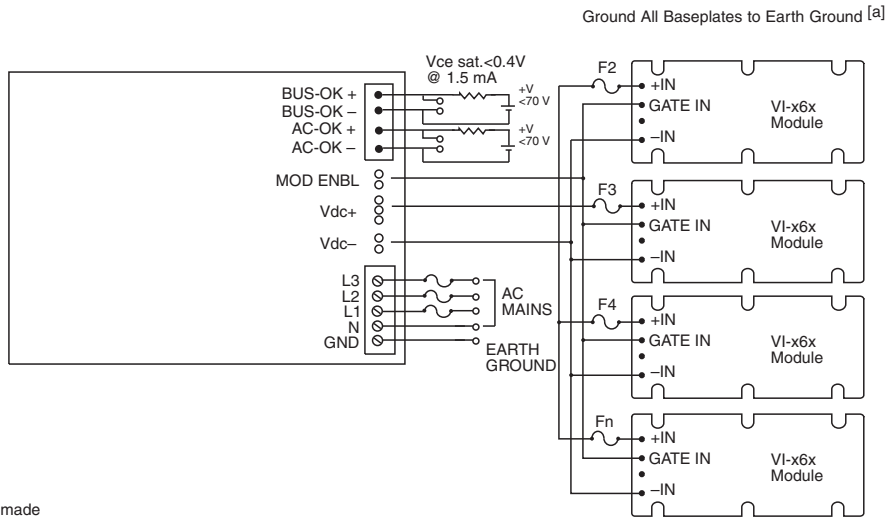 Ground All Baseplates to Earth Ground [a]
Vce sat.<0.4V
@ 1.5 mA
BUS-OK +
BUS-OK –
AC-OK +
AC-OK –
+V
<70 V
+V
<70 V
MOD ENBL
Vdc+
Vdc–
L3
L2
L1
N
GND
AC
MAINS
EARTH
GROUND
F2
+IN
GATE IN
–IN
VI-x6x
Module
F3
+IN
GATE IN
–IN
VI-x6x
Module
F4
+IN
GATE IN
–IN
VI-x6x
Module
Fn
+IN
GATE IN
–IN
VI-x6x
Module
made